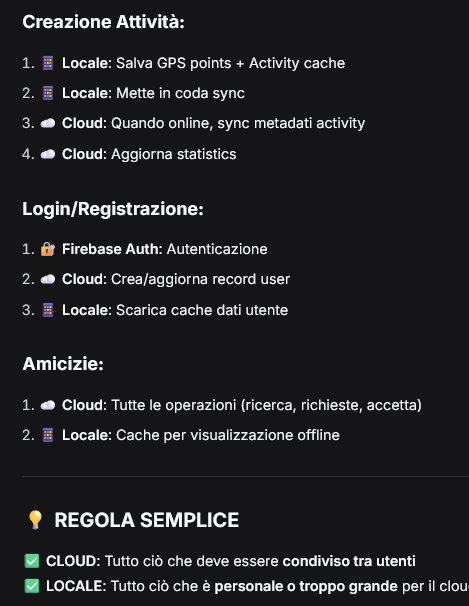 Creazione Attività:
1. 📱 Locale: Salva GPS points + Activity cache
2. 📱 Locale: Mette in coda sync
3. ☁️ Cloud: Quando online, sync metadati activity
4. ☁️ Cloud: Aggiorna statistics
Login/Registrazione:
1. 🔐 Firebase Auth: Autenticazione
2. ☁️ Cloud: Crea/aggiorna record user
3. 📱 Locale: Scarica cache dati utente
Amicizie:
1. ☁️ Cloud: Tutte le operazioni (ricerca, richieste, accetta)
2. 📱 Locale: Cache per visualizzazione offline
💡 REGOLA SEMPLICE
✅ CLOUD: Tutto ciò che deve essere condiviso tra utenti
✅ LOCALE: Tutto ciò che è personale o troppo grande per il